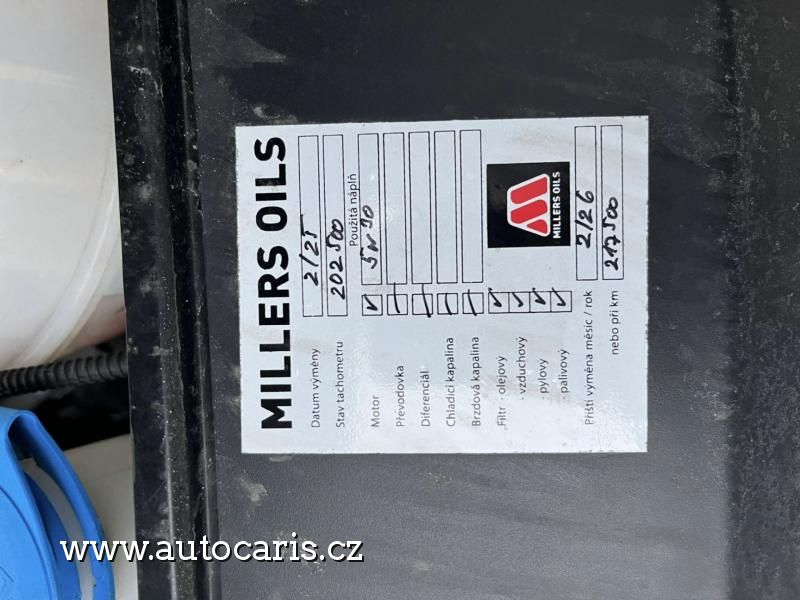 MILLERS OILS
Datum výměny 2/25
Stav tachometru 202 500
Použitá náplň
Motor ✓ 5W30
Převodovka –
Diferenciál –
Chladicí kapalina –
Brzdová kapalina –
Filtr - olejový ✓
- vzduchový ✓
- pylový ✓
- palivový ✓
MILLERS OILS
Příští výměna měsíc / rok 2/26
nebo při km 217500
www.autocaris.cz